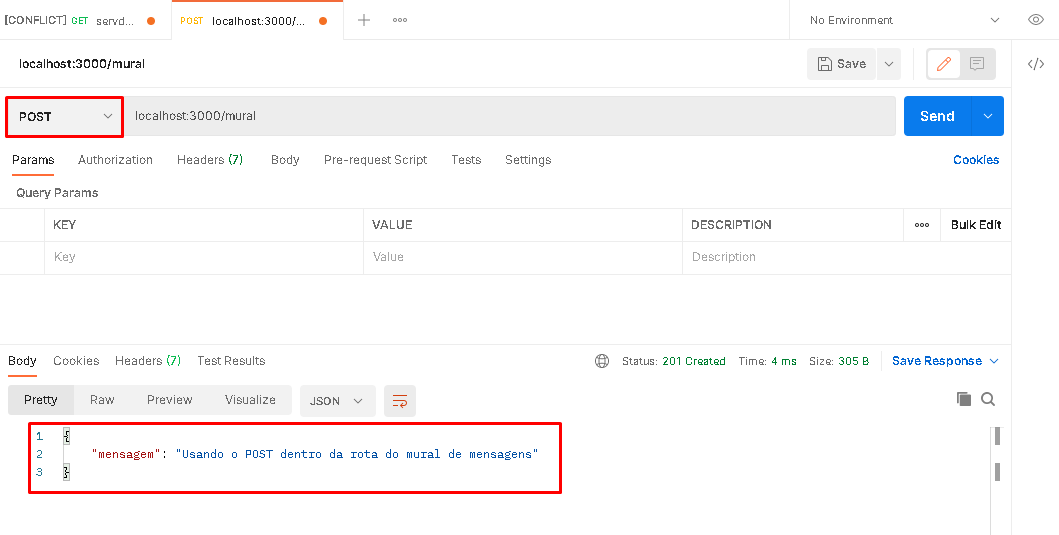 [CONFLICT] GET servd... POST localhost:3000/... No Environment
localhost:3000/mural Save
POST localhost:3000/mural Send
Params Authorization Headers (7) Body Pre-request Script Tests Settings Cookies
Query Params
KEY VALUE DESCRIPTION Bulk Edit
Key Value Description
Body Cookies Headers (7) Test Results Status: 201 Created Time: 4 ms Size: 305 B Save Response
Pretty Raw Preview Visualize JSON
1 {
2 "mensagem": "Usando o POST dentro da rota do mural de mensagens"
3 }